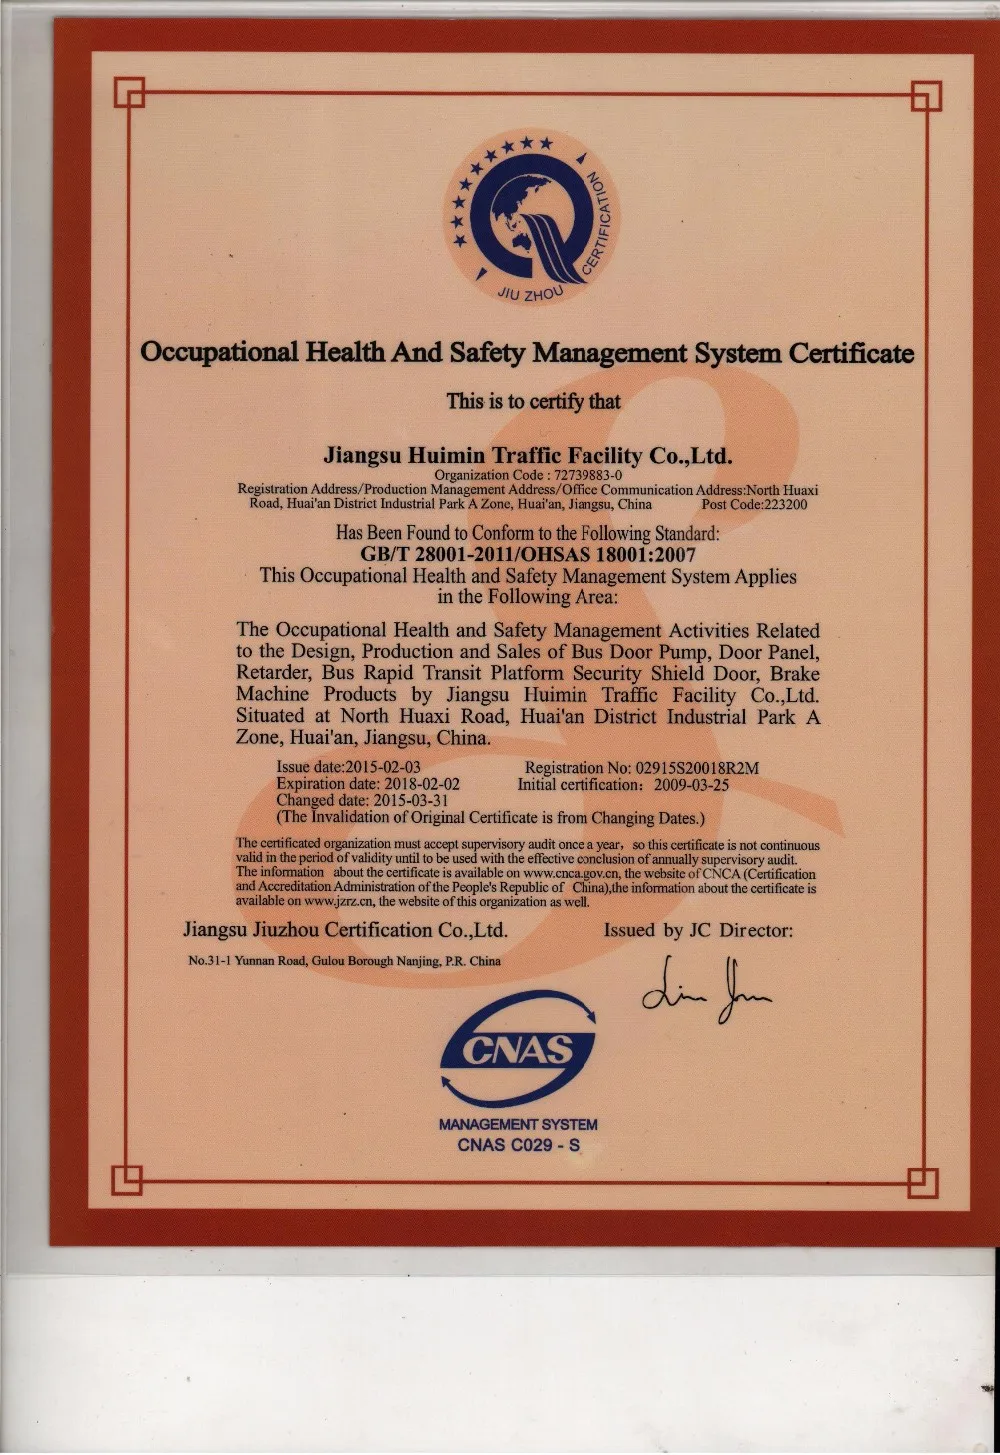 JIU ZHOU CERTIFICATION
Occupational Health And Safety Management System Certificate
This is to certify that
Jiangsu Huimin Traffic Facility Co.,Ltd.
Organization Code : 72739883-0
Registration Address/Production Management Address/Office Communication Address:North Huaxi
Road, Huai'an District Industrial Park A Zone, Huai'an, Jiangsu, China Post Code:223200
Has Been Found to Conform to the Following Standard:
GB/T 28001-2011/OHSAS 18001:2007
This Occupational Health and Safety Management System Applies
in the Following Area:
The Occupational Health and Safety Management Activities Related
to the Design, Production and Sales of Bus Door Pump, Door Panel,
Retarder, Bus Rapid Transit Platform Security Shield Door, Brake
Machine Products by Jiangsu Huimin Traffic Facility Co.,Ltd.
Situated at North Huaxi Road, Huai'an District Industrial Park A
Zone, Huai'an, Jiangsu, China.
Issue date:2015-02-03 Registration No: 02915S20018R2M
Expiration date: 2018-02-02 Initial certification: 2009-03-25
Changed date: 2015-03-31
(The Invalidation of Original Certificate is from Changing Dates.)
The certificated organization must accept supervisory audit once a year, so this certificate is not continuous
valid in the period of validity until to be used with the effective conclusion of annually supervisory audit.
The information about the certificate is available on www.cnca.gov.cn, the website of CNCA (Certification
and Accreditation Administration of the People's Republic of China),the information about the certificate is
available on www.jzrz.cn, the website of this organization as well.
Jiangsu Jiuzhou Certification Co.,Ltd. Issued by JC Director:
No.31-1 Yunnan Road, Gulou Borough Nanjing, P.R. China
CNAS
MANAGEMENT SYSTEM
CNAS C029 - S